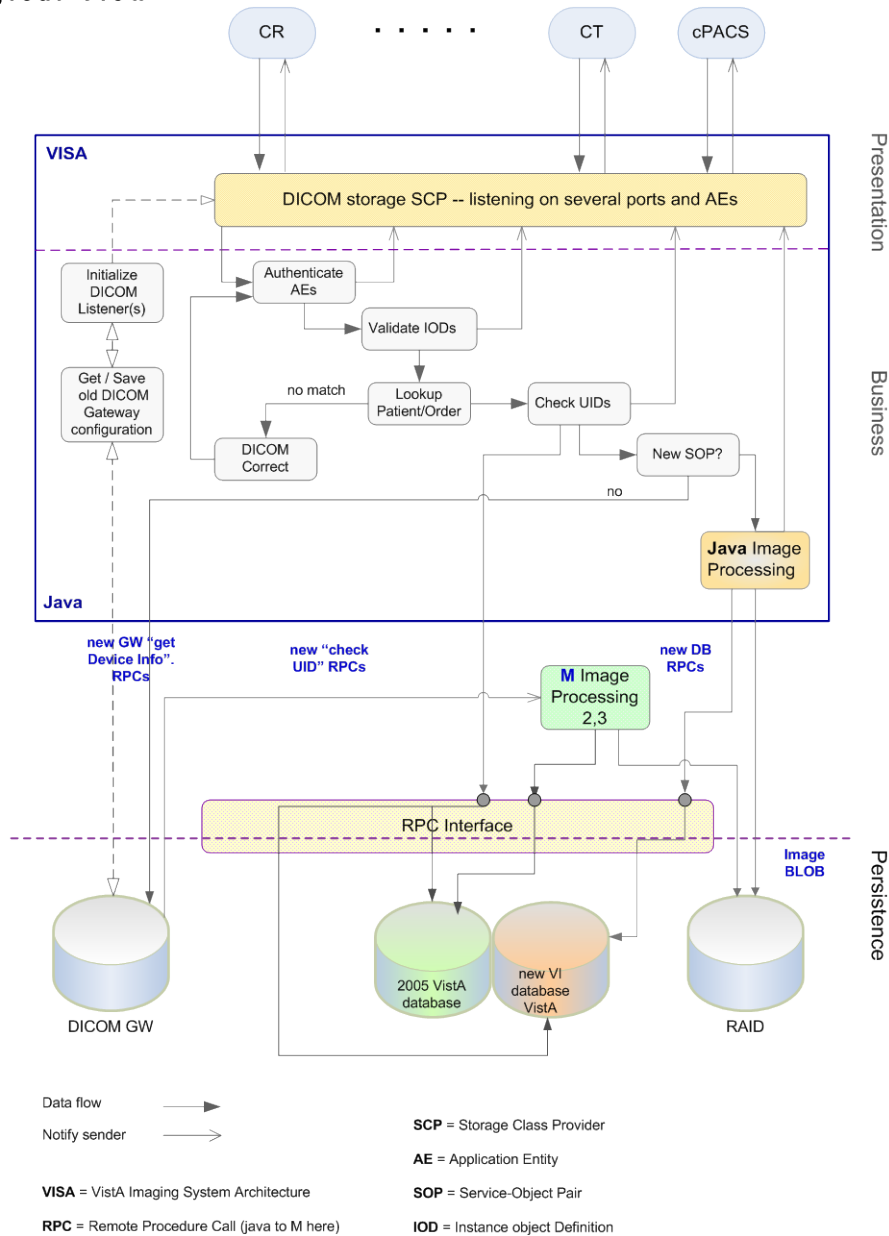 CR
. . . . .
CT
cPACS
VISA
Presentation
DICOM storage SCP -- listening on several ports and AEs
Initialize
DICOM
Listener(s)
Authenticate
AEs
Validate IODs
Get / Save
old DICOM
Gateway
configuration
no match
Lookup
Patient/Order
Check UIDs
Business
DICOM
Correct
New SOP?
no
Java Image
Processing
Java
new GW “get
Device Info”.
RPCs
new “check
UID” RPCs
new DB
RPCs
M Image
Processing
2,3
RPC Interface
Image
BLOB
Persistence
2005 VistA
database
new VI
database
VistA
DICOM GW
RAID
Data flow
Notify sender
SCP = Storage Class Provider
AE = Application Entity
VISA = VistA Imaging System Architecture
SOP = Service-Object Pair
RPC = Remote Procedure Call (java to M here)
IOD = Instance object Definition